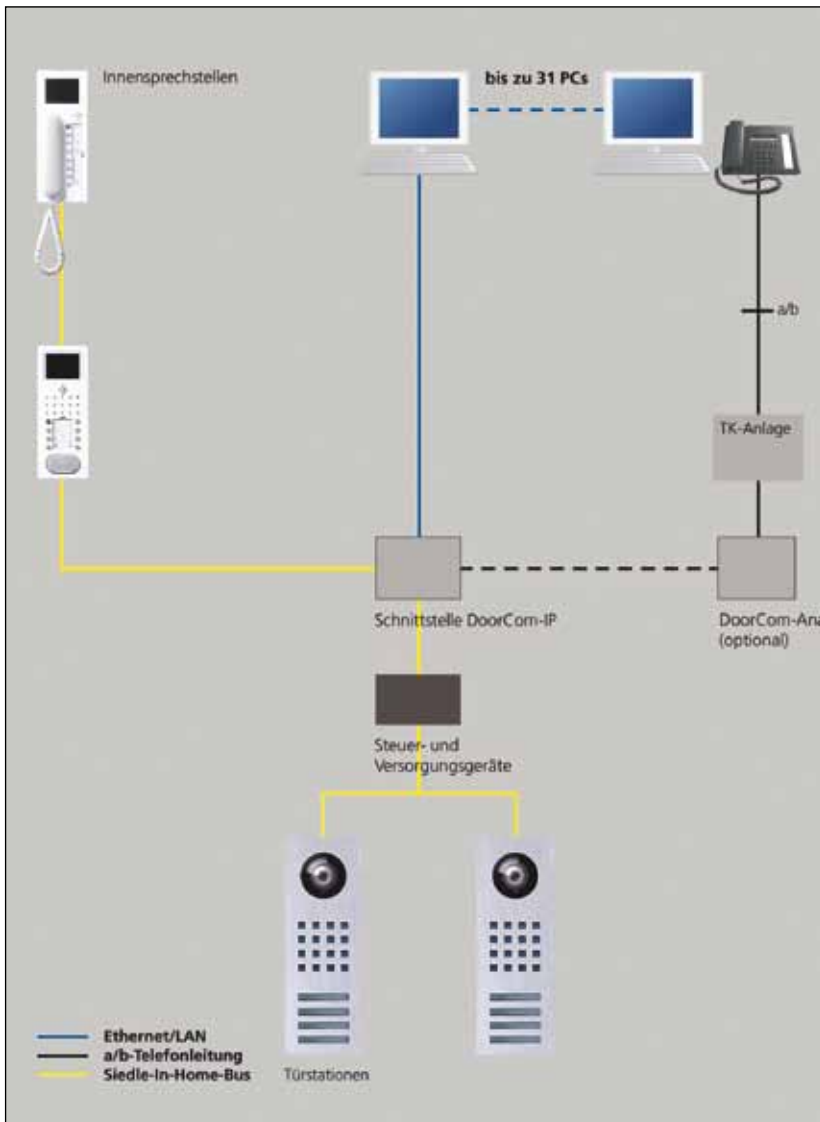 Innensprechstellen
bis zu 31 PCs
a/b
TK-Anlage
Schnittstelle DoorCom-IP
DoorCom-Ana
(optional)
Steuer- und
Versorgungsgeräte
Ethernet/LAN
a/b-Telefonleitung
Siedle-In-Home-Bus
Türstationen